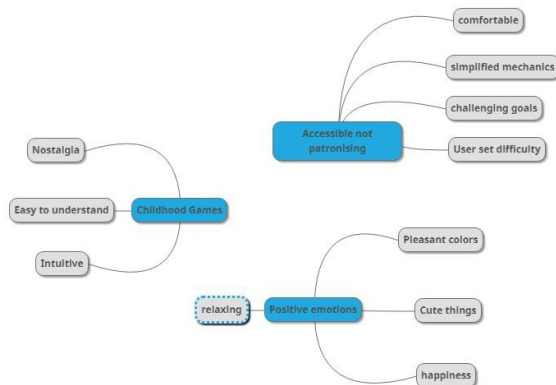 comfortable
simplified mechanics
challenging goals
Accessible not
patronising
User set difficulty
Nostalgia
Easy to understand
Childhood Games
Intuitive
Pleasant colors
relaxing
Positive emotions
Cute things
happiness